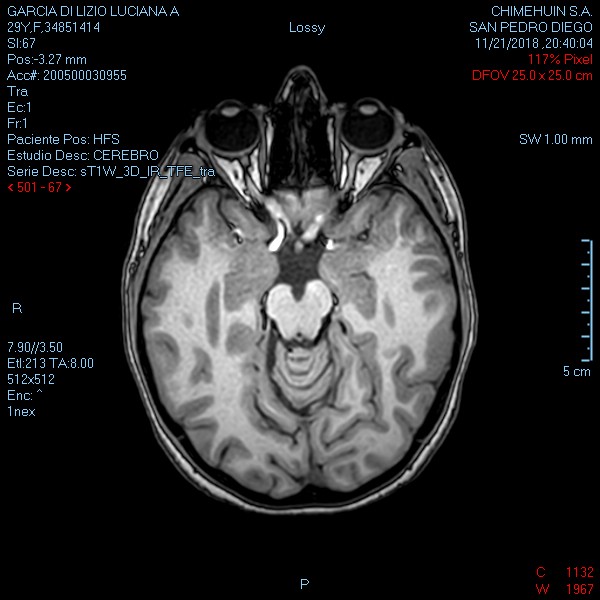 GARCIA DI LIZIO LUCIANA A
29Y,F,34851414
Sl:67
Pos:-3.27 mm
Acc#: 200500030955
Tra
Ec:1
Fr:1
Paciente Pos: HFS
Estudio Desc: CEREBRO
Serie Desc: sT1W_3D_IR_TFE_tra
< 501 - 67 >
Lossy
CHIMEHUIN S.A.
SAN PEDRO DIEGO
11/21/2018 ,20:40:04
117% Pixel
DFOV 25.0 x 25.0 cm
SW 1.00 mm
R
7.90//3.50
Etl:213 TA:8.00
512x512
Enc: ^
1nex
5 cm
P
C 1132
W 1967